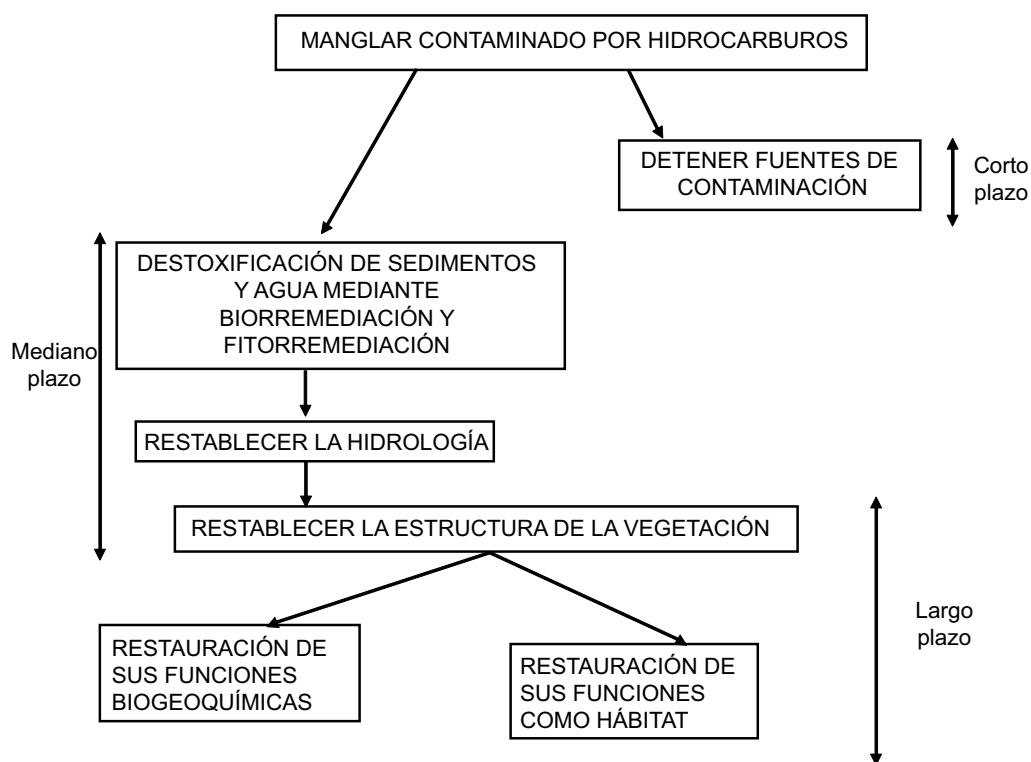 MANGLAR CONTAMINADO POR HIDROCARBUROS
DETENER FUENTES DE
CONTAMINACIÓN
Corto
plazo
DESTOXIFICACIÓN DE SEDIMENTOS
Y AGUA MEDIANTE
BIORREMEDIACIÓN Y
FITORREMEDIACIÓN
Mediano
plazo
RESTABLECER LA HIDROLOGÍA
RESTABLECER LA ESTRUCTURA DE LA VEGETACIÓN
Largo
plazo
RESTAURACIÓN DE
SUS FUNCIONES
BIOGEOQUÍMICAS
RESTAURACIÓN DE
SUS FUNCIONES
COMO HÁBITAT